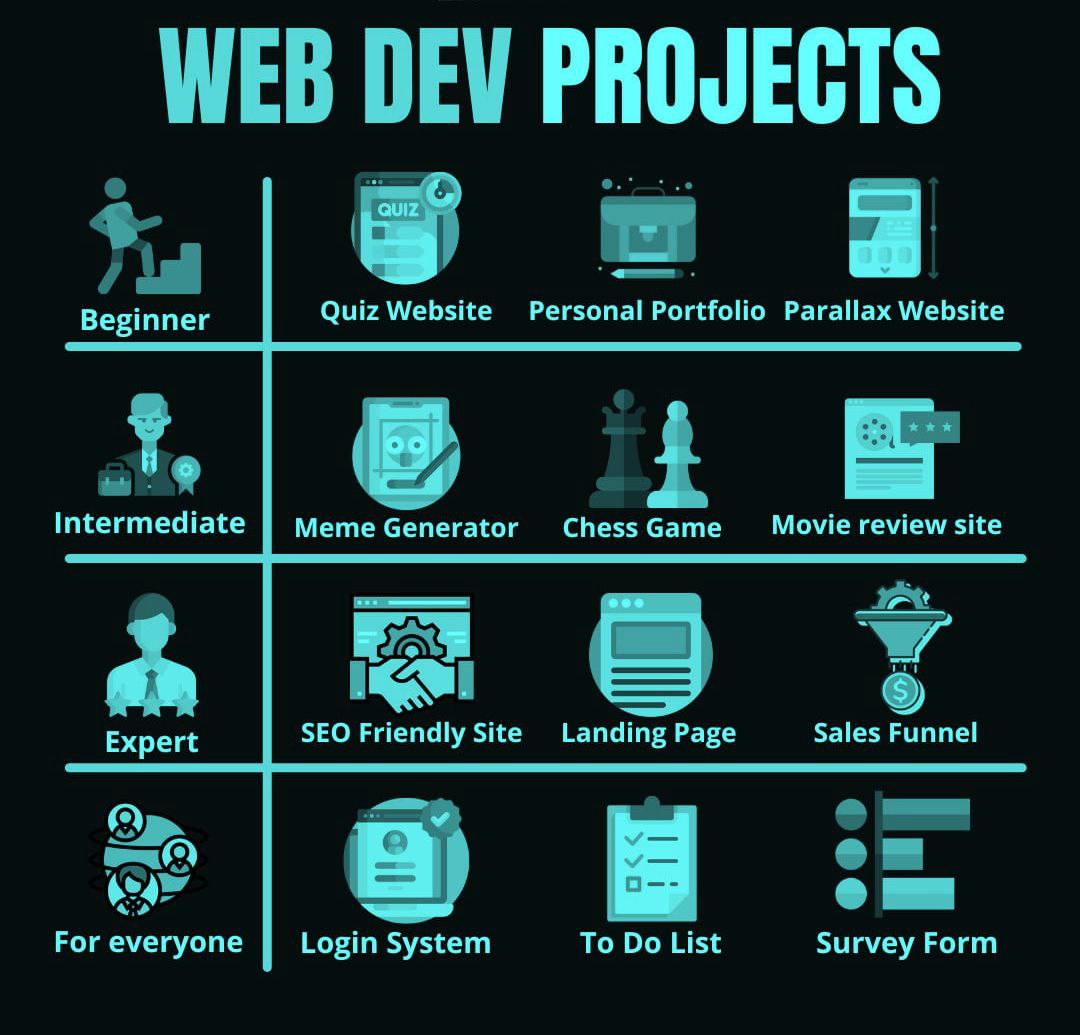 WEB DEV PROJECTS
QUIZ
Beginner
Quiz Website
Personal Portfolio
Parallax Website
Intermediate
Meme Generator
Chess Game
Movie review site
$
Expert
SEO Friendly Site
Landing Page
Sales Funnel
For everyone
Login System
To Do List
Survay Form